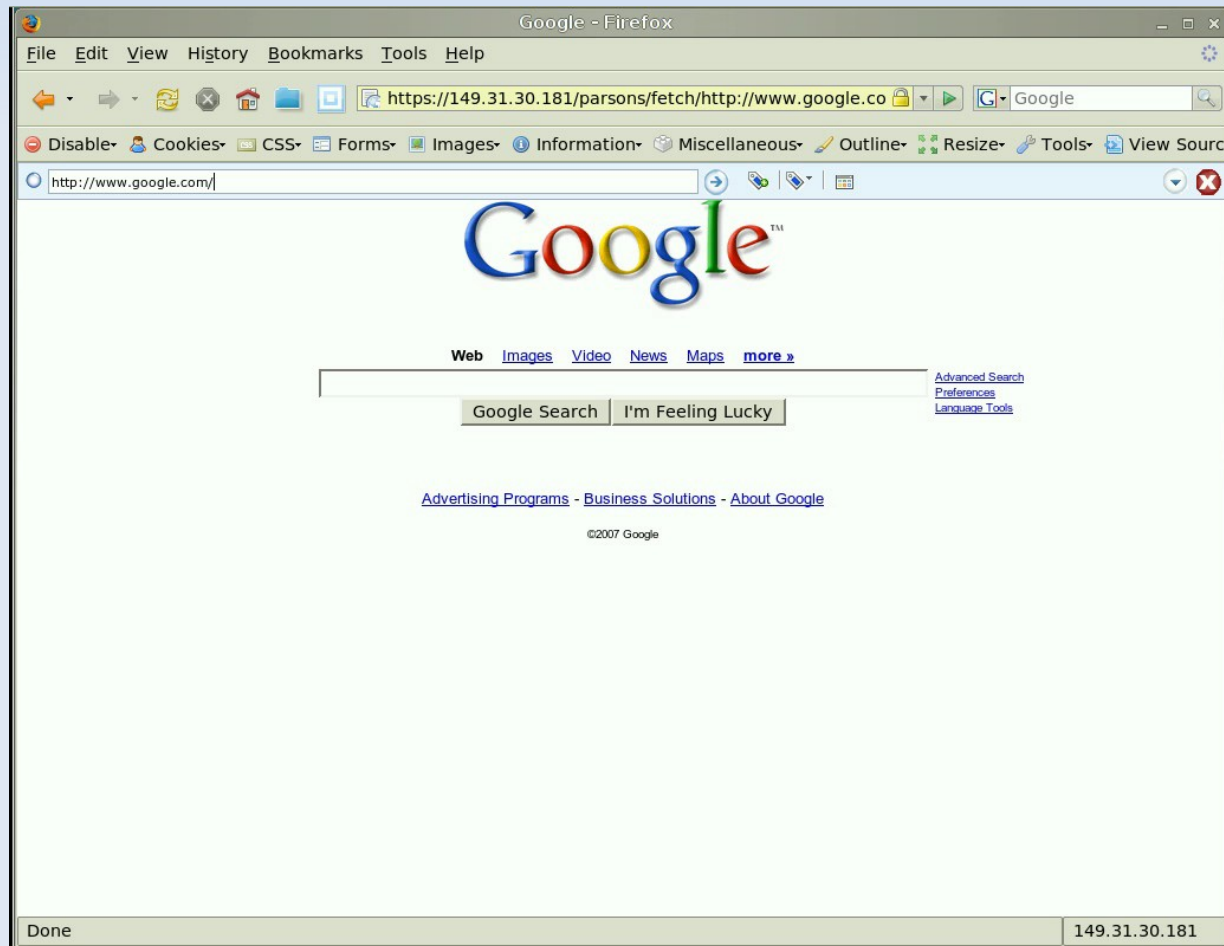 Google - Firefox
File Edit View History Bookmarks Tools Help
https://149.31.30.181/parsons/fetch/http://www.google.co G Google
Disable Cookies CSS Forms Images Information Miscellaneous Outline Resize Tools View Sourc
http://www.google.com/
Google™
Web Images Video News Maps more »
Advanced Search
Preferences
Language Tools
Google Search I'm Feeling Lucky
Advertising Programs - Business Solutions - About Google
©2007 Google
Done 149.31.30.181